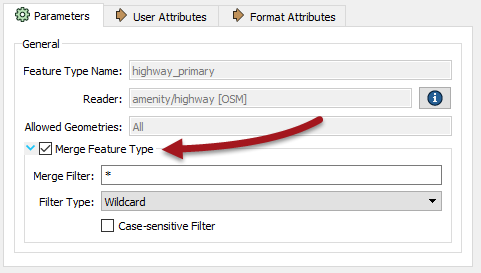 Parameters User Attributes Format Attributes
General
Feature Type Name: highway_primary
Reader: amenity/highway [OSM]
Allowed Geometries: All
Merge Feature Type
Merge Filter: *
Filter Type: Wildcard
Case-sensitive Filter